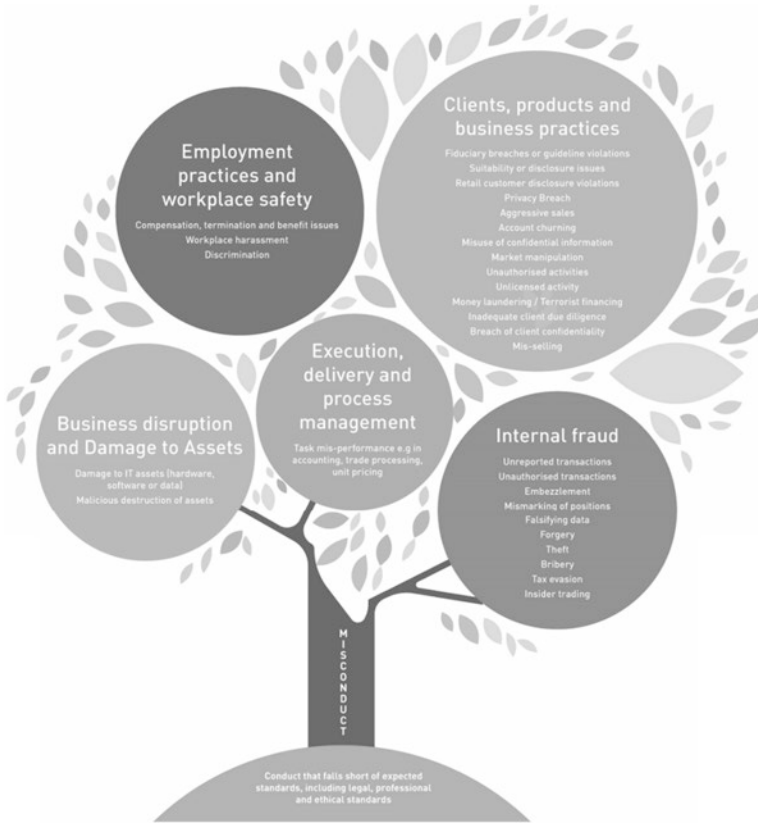 Clients, products and
business practices
Fiduciary breaches or guideline violations
Suitability or disclosure issues
Retail customer disclosure violations
Privacy Breach
Aggressive sales
Account churning
Misuse of confidential information
Market manipulation
Unauthorised activities
Unlicensed activity
Money laundering / Terrorist financing
Inadequate client due diligence
Breach of client confidentiality
Mis-selling
Employment
practices and
workplace safety
Compensation, termination and benefit issues
Workplace harassment
Discrimination
Execution,
delivery and
process
management
Task mis-performance e.g in
accounting, trade processing,
unit pricing
Business disruption
and Damage to Assets
Damage to IT assets (hardware,
software or data)
Malicious destruction of assets
Internal fraud
Unreported transactions
Unauthorised transactions
Embezzlement
Mismarking of positions
Falsifying data
Forgery
Theft
Bribery
Tax evasion
Insider trading
MISCONDUCT
Conduct that falls short of expected
standards, including legal, professional
and ethical standards